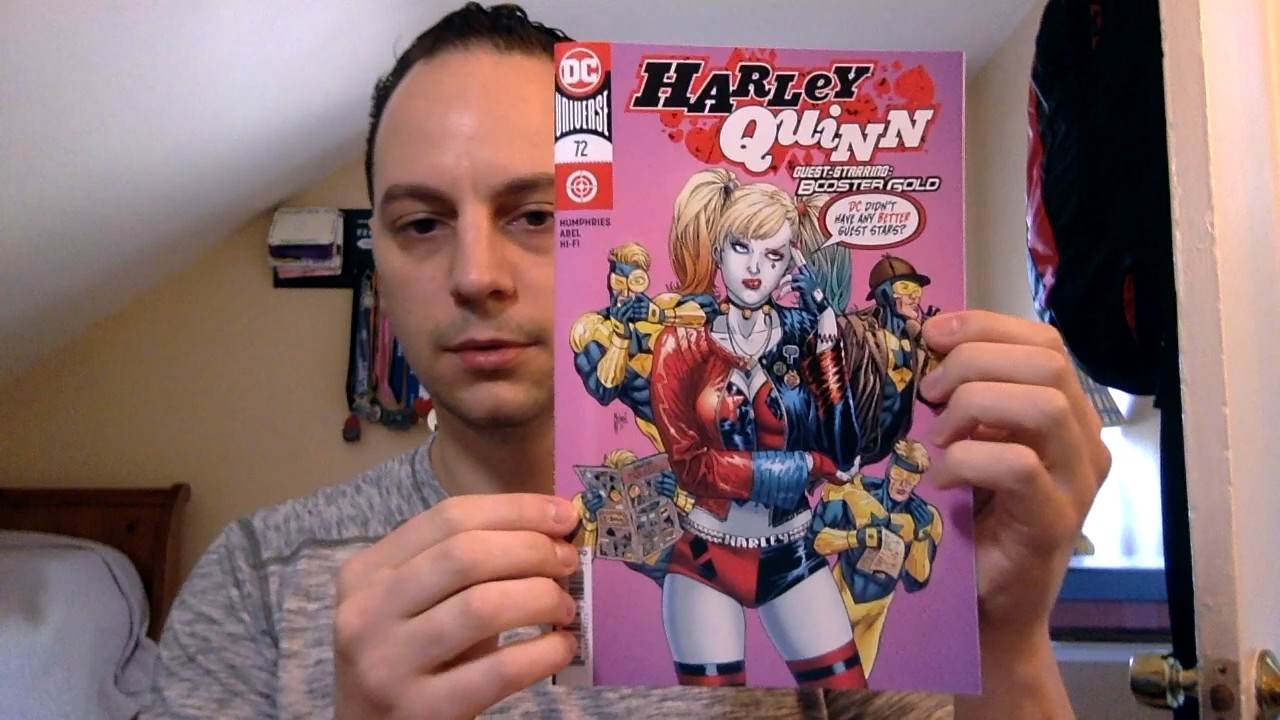 DC
UNIVERSE
72
HUMPHRIES
ABEL
HI-FI
HARLEY
QUINN
GUEST-STARRING:
BOOSTER GOLD
DC DIDN'T
HAVE ANY BETTER
GUEST STARS?
HARLEY